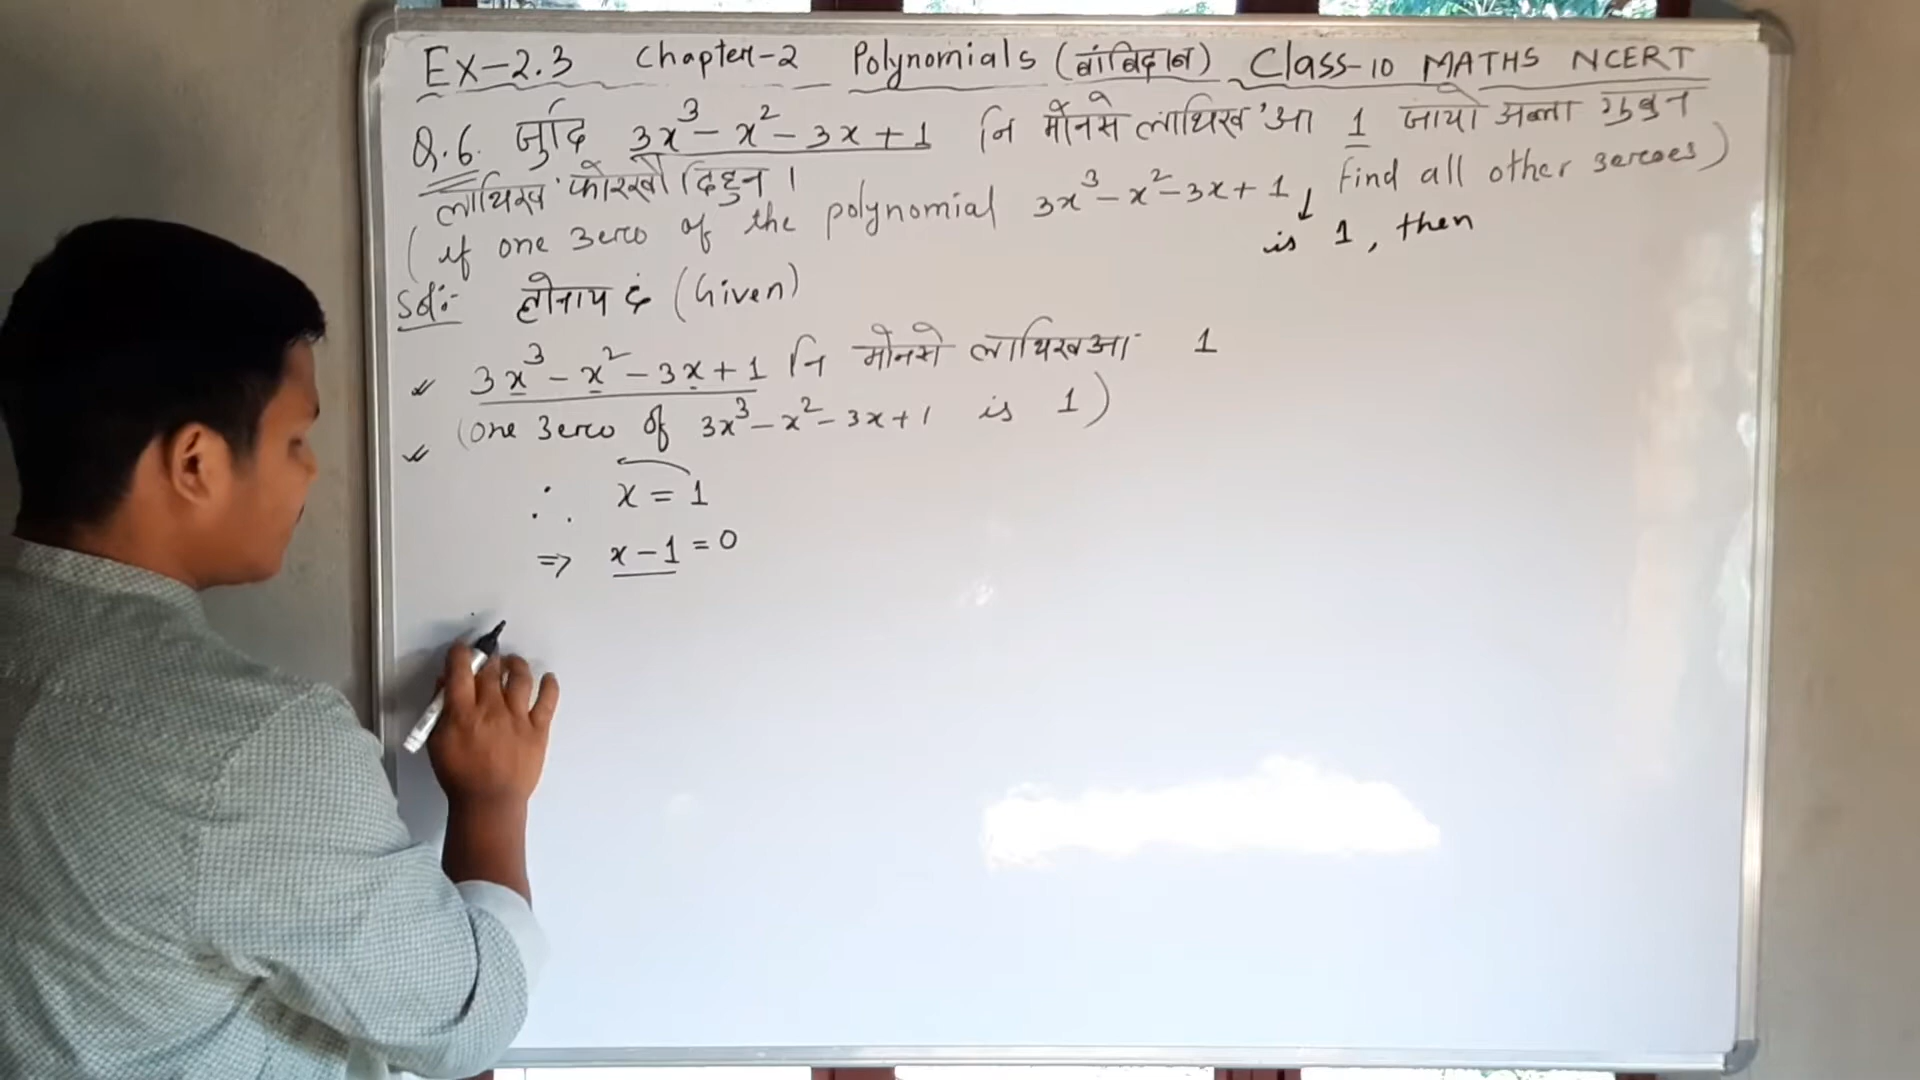 Ex-2.3 Chapter-2 Polynomials (बांबिदाब) Class-10 MATHS NCERT
Q.6. जुदि 3x³ - x² - 3x + 1 नि मोनसे लाथिख'आ 1 जायो अब्ला गुबुन
लाथिख'फोरखौ दिहुन।
(if one zero of the polynomial 3x³ - x² - 3x + 1, find all other zeroes)
↓ is 1, then
Solⁿ:- होनाय दं (Given)
3x³ - x² - 3x + 1 नि मोनसे लाथिखआ 1
(one zero of 3x³ - x² - 3x + 1 is 1)
∴ x = 1
⇒ x - 1 = 0